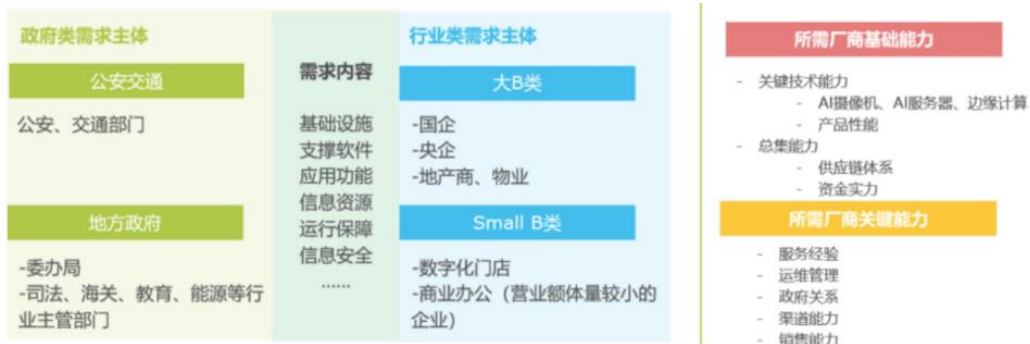 政府类需求主体
公安交通
公安、交通部门
地方政府
-委办局
-司法、海关、教育、能源等行
业主管部门
需求内容
基础设施
支撑软件
应用功能
信息资源
运行保障
信息安全
……
行业类需求主体
大B类
-国企
-央企
-地产商、物业
Small B类
-数字化门店
-商业办公（营业额体量较小的
企业）
所需厂商基础能力
- 关键技术能力
- AI摄像机、AI服务器、边缘计算
- 产品性能
- 总集能力
- 供应链体系
- 资金实力
所需厂商关键能力
- 服务经验
- 运维管理
- 政府关系
- 渠道能力
- 销售能力